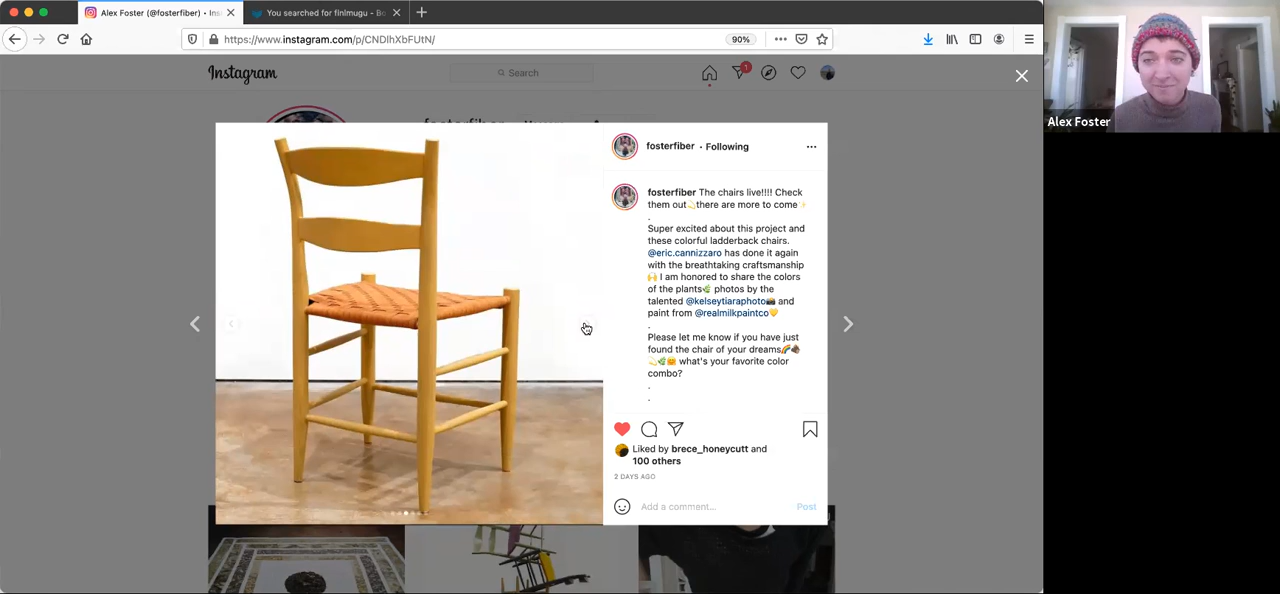 Alex Foster (@fosterfiber) • Ins
You searched for finimugu - Bo
https://www.instagram.com/p/CNDlhXbFUtN/
90%
Instagram
Search
1
Alex Foster
fosterfiber • Following
fosterfiber The chairs live!!!! Check
them out💫there are more to come✨
.
Super excited about this project and
these colorful ladderback chairs.
@eric.cannizzaro has done it again
with the breathtaking craftsmanship
🙌 I am honored to share the colors
of the plants🌿 photos by the
talented @kelseytiaraphoto📸 and
paint from @realmilkpaintco💛
.
Please let me know if you have just
found the chair of your dreams🌈
💫🌿 what's your favorite color
combo?
.
.
Liked by brece_honeycutt and
100 others
2 DAYS AGO
Add a comment...
Post